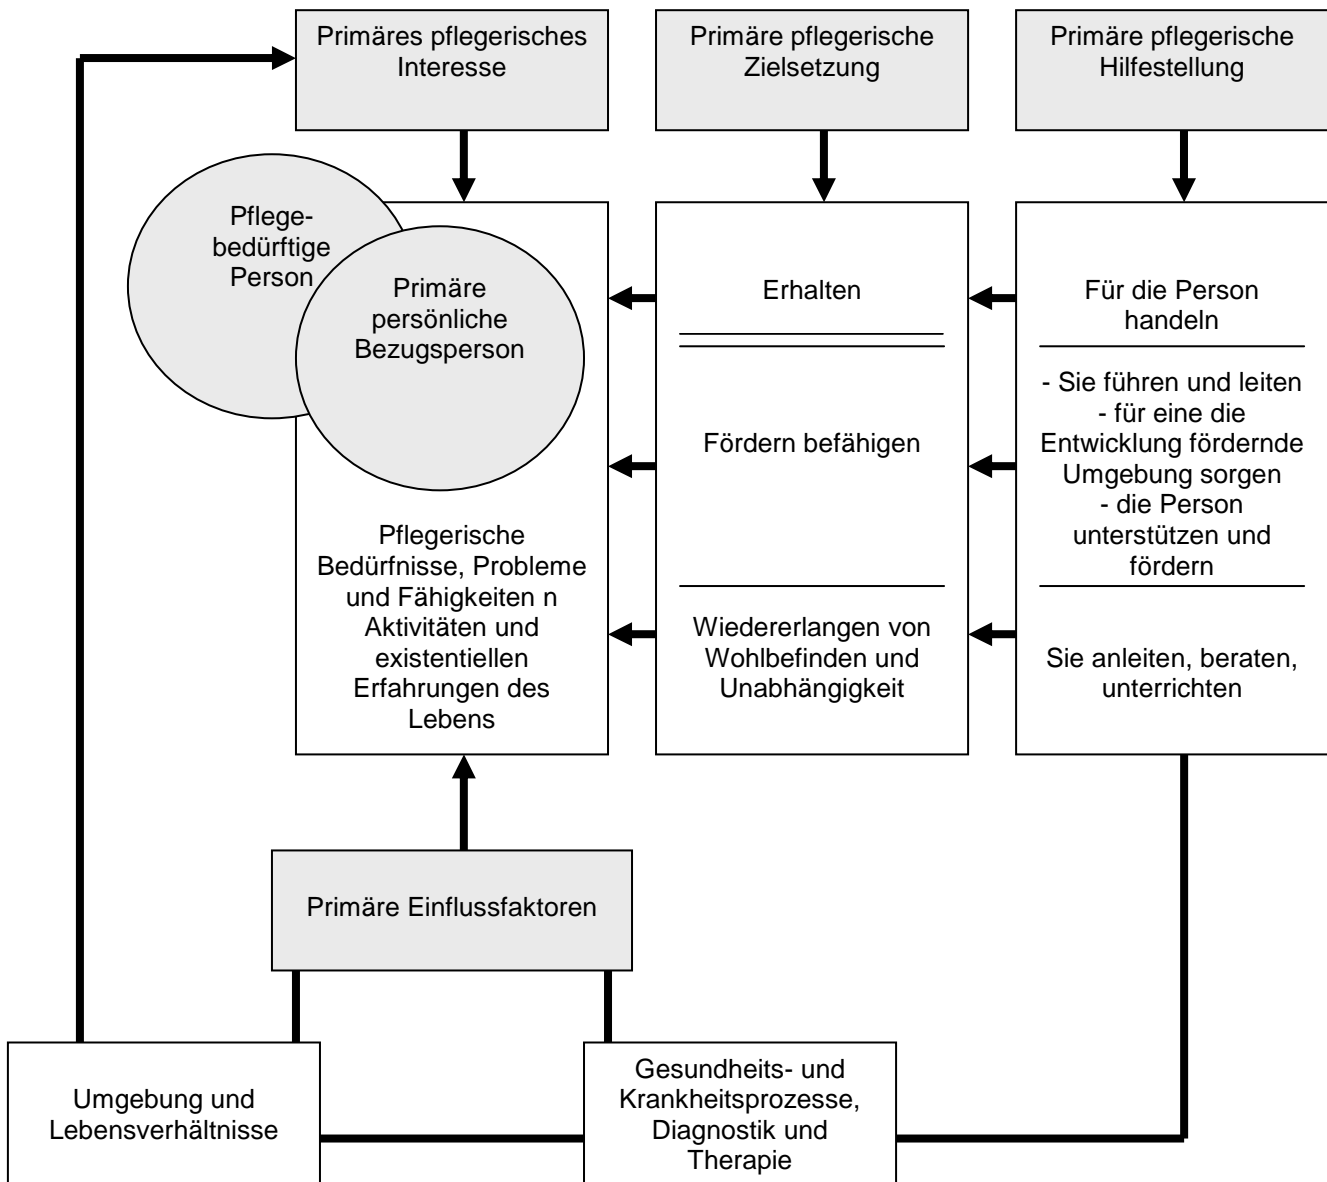 Primäres pflegerisches
Interesse
Primäre pflegerische
Zielsetzung
Primäre pflegerische
Hilfestellung
Pflege-
bedürftige
Person
Primäre
persönliche
Bezugsperson
Pflegerische
Bedürfnisse, Probleme
und Fähigkeiten n
Aktivitäten und
existentiellen
Erfahrungen des
Lebens
Erhalten
Fördern befähigen
Wiedererlangen von
Wohlbefinden und
Unabhängigkeit
Für die Person
handeln
- Sie führen und leiten
- für eine die
Entwicklung fördernde
Umgebung sorgen
- die Person
unterstützen und
fördern
Sie anleiten, beraten,
unterrichten
Primäre Einflussfaktoren
Umgebung und
Lebensverhältnisse
Gesundheits- und
Krankheitsprozesse,
Diagnostik und
Therapie